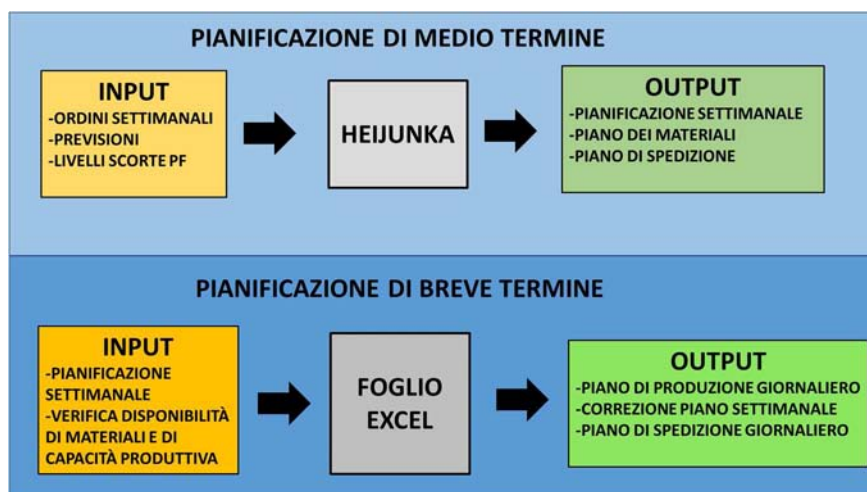 PIANIFICAZIONE DI MEDIO TERMINE
INPUT
-ORDINI SETTIMANALI
-PREVISIONI
-LIVELLI SCORTE PF
HEIJUNKA
OUTPUT
-PIANIFICAZIONE SETTIMANALE
-PIANO DEI MATERIALI
-PIANO DI SPEDIZIONE
PIANIFICAZIONE DI BREVE TERMINE
INPUT
-PIANIFICAZIONE
SETTIMANALE
-VERIFICA DISPONIBILITÀ
DI MATERIALI E DI
CAPACITÀ PRODUTTIVA
FOGLIO
EXCEL
OUTPUT
-PIANO DI PRODUZIONE GIORNALIERO
-CORREZIONE PIANO SETTIMANALE
-PIANO DI SPEDIZIONE GIORNALIERO